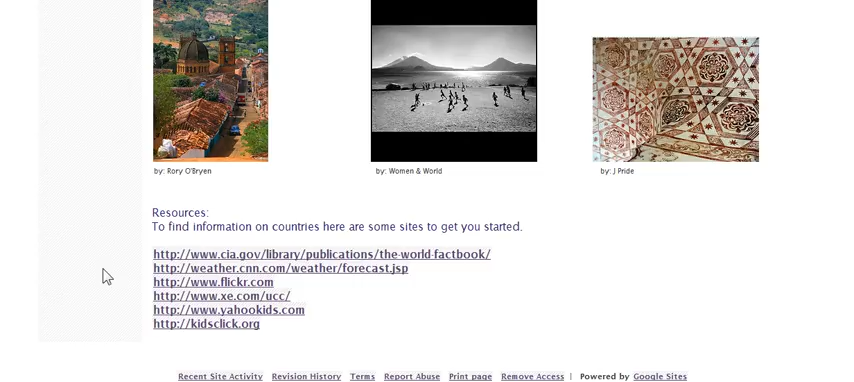 by: Rory O'Bryen
by: Women & World
by: J Pride
Resources:
To find information on countries here are some sites to get you started.
http://www.cia.gov/library/publications/the-world-factbook/
http://weather.cnn.com/weather/forecast.jsp
http://www.flickr.com
http://www.xe.com/ucc/
http://www.yahookids.com
http://kidsclick.org
Recent Site Activity Revision History Terms Report Abuse Print page Remove Access | Powered by Google Sites